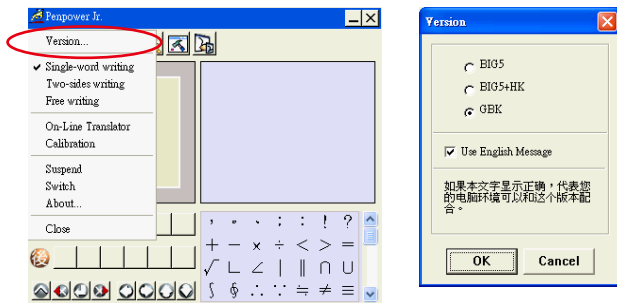 Penpower Jr.
Version...
Single-word writing
Two-sides writing
Free writing
On-Line Translator
Calibration
Suspend
Switch
About...
Close
， 。 、 ； ： ! ?
+ − × ÷ < > =
後
√ ∟ ∠ | ‖ ∩ ∪
∫ ∮ ∴ ∵ ≒ ≠ ≡
Version
BIG5
BIG5+HK
GBK
Use English Message
如果本文字显示正确，代表您
的电脑环境可以和这个版本配
合。
OK Cancel